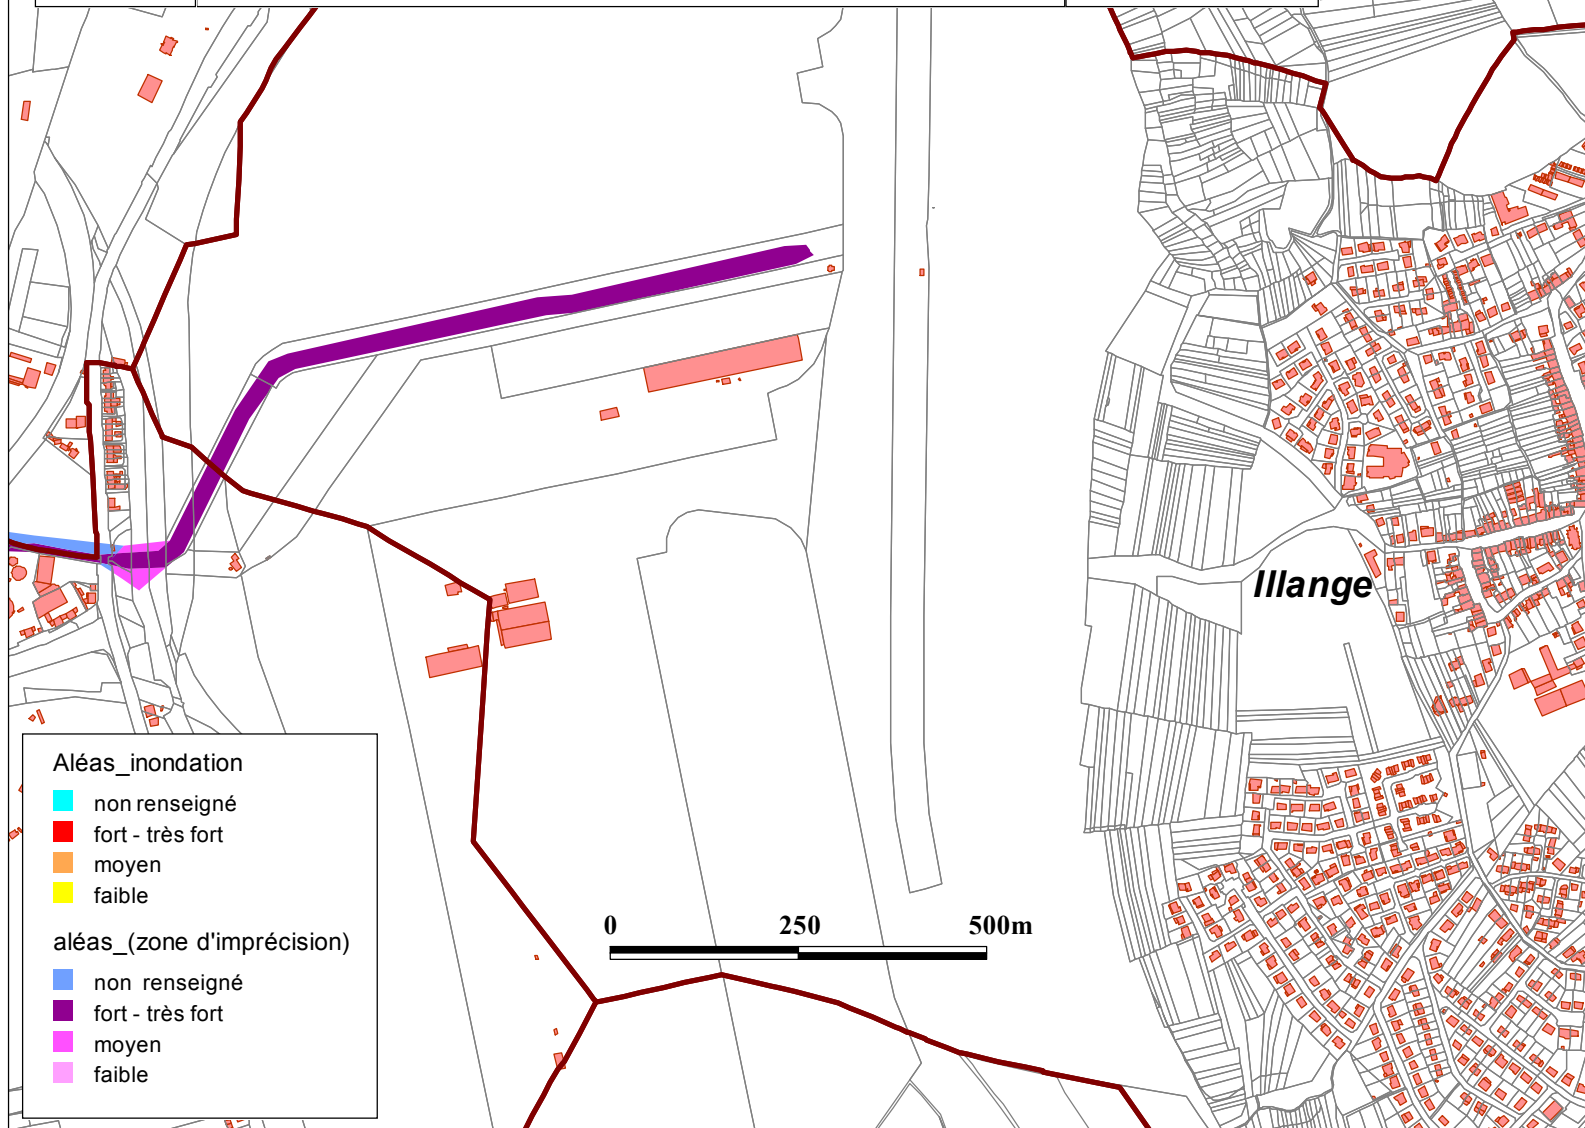 Illange
Aléas_inondation
non renseigné
fort - très fort
moyen
faible
aléas_(zone d'imprécision)
non renseigné
fort - très fort
moyen
faible
0 250 500m